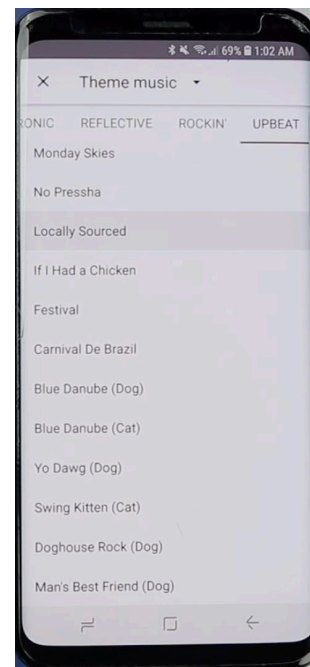 69% 1:02 AM
Theme music
RONIC REFLECTIVE ROCKIN' UPBEAT
Monday Skies
No Pressha
Locally Sourced
If I Had a Chicken
Festival
Carnival De Brazil
Blue Danube (Dog)
Blue Danube (Cat)
Yo Dawg (Dog)
Swing Kitten (Cat)
Doghouse Rock (Dog)
Man's Best Friend (Dog)